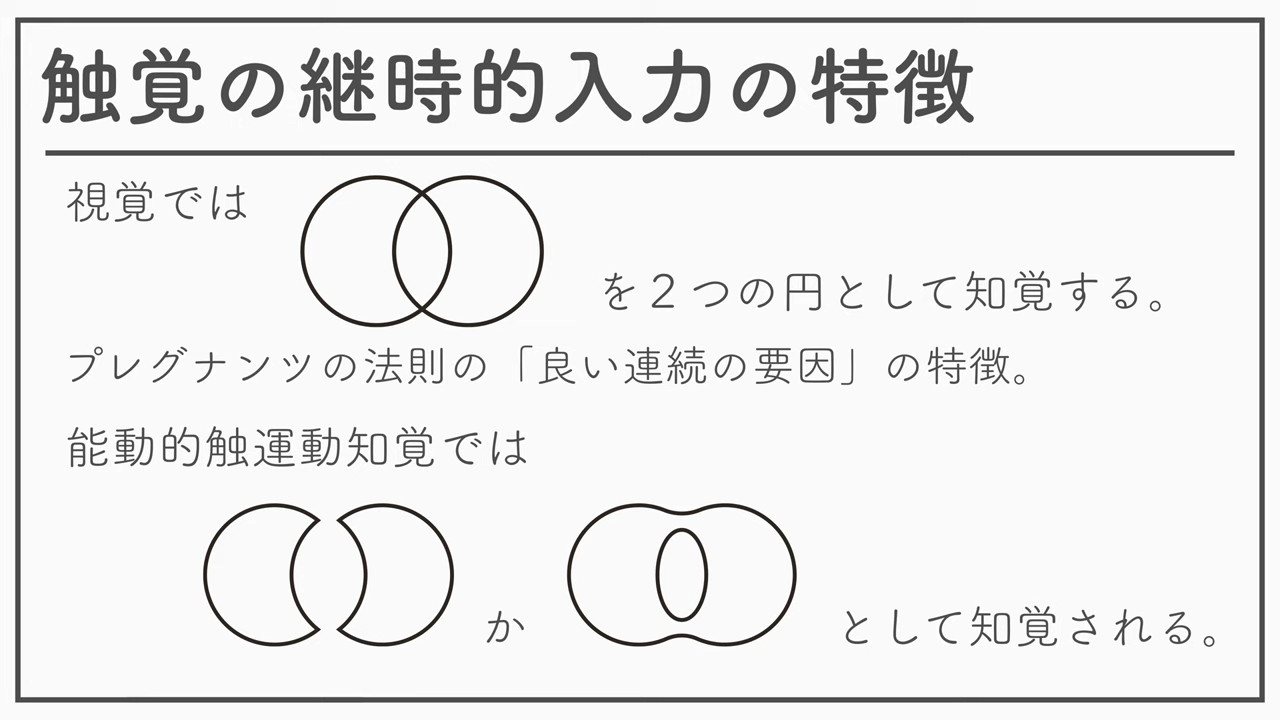 触覚の継時的入力の特徴
視覚では
を２つの円として知覚する。
プレグナンツの法則の「良い連続の要因」の特徴。
能動的触運動知覚では
か
として知覚される。